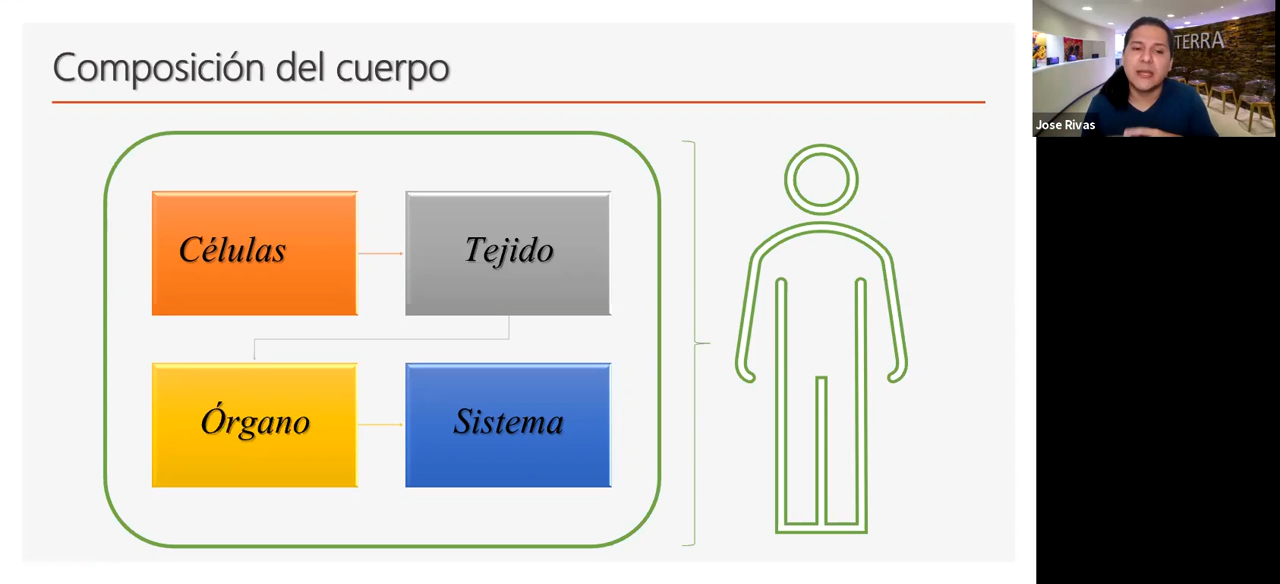 Composición del cuerpo
Células
Tejido
Órgano
Sistema
TERRA
Jose Rivas